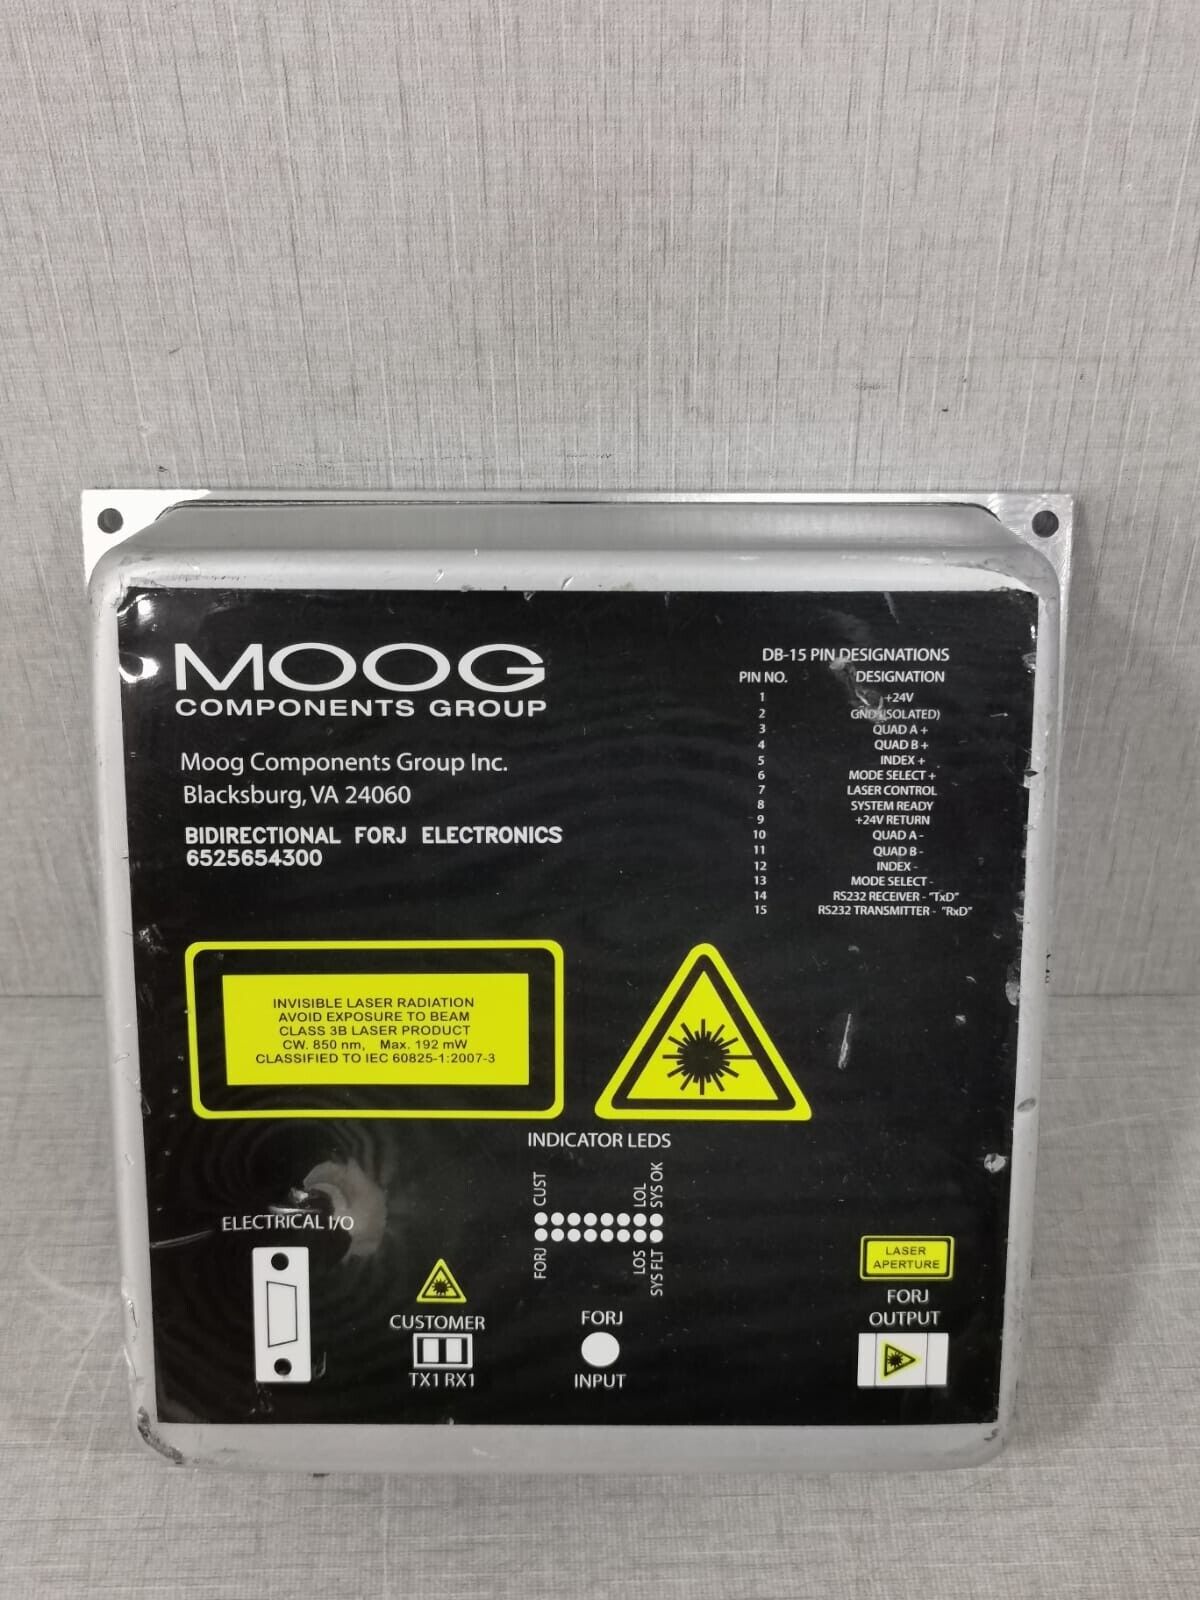 MOOG
COMPONENTS GROUP
Moog Components Group Inc.
Blacksburg, VA 24060
BIDIRECTIONAL FORJ ELECTRONICS
6525654300
DB-15 PIN DESIGNATIONS
PIN NO. DESIGNATION
1 +24V
2 GND (ISOLATED)
3 QUAD A +
4 QUAD B +
5 INDEX +
6 MODE SELECT +
7 LASER CONTROL
8 SYSTEM READY
9 +24V RETURN
10 QUAD A -
11 QUAD B -
12 INDEX -
13 MODE SELECT -
14 RS232 RECEIVER - "TxD"
15 RS232 TRANSMITTER - "RxD"
INVISIBLE LASER RADIATION
AVOID EXPOSURE TO BEAM
CLASS 3B LASER PRODUCT
CW. 850 nm, Max. 192 mW
CLASSIFIED TO IEC 60825-1:2007-3
INDICATOR LEDS
CUST
LOL
SYS OK
FORJ
LOS
SYS FLT
ELECTRICAL I/O
CUSTOMER
TX1 RX1
FORJ
INPUT
LASER
APERTURE
FORJ
OUTPUT